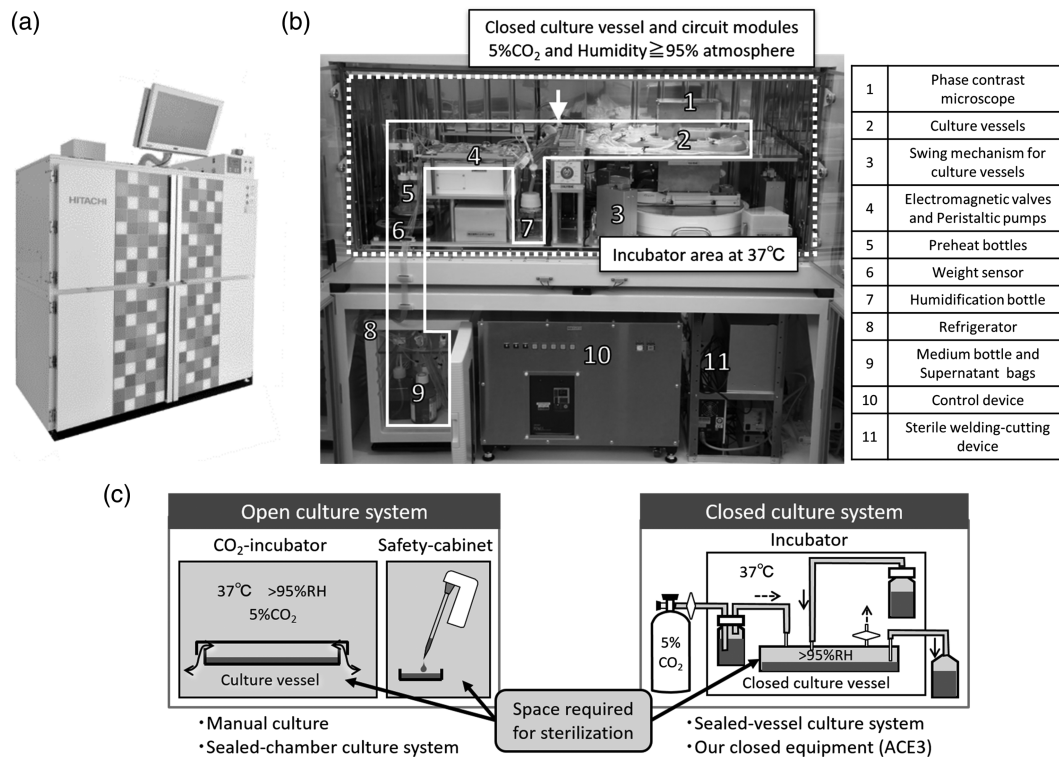 (a)
HITACHI
(b)
Closed culture vessel and circuit modules
5%CO₂ and Humidity≧95% atmosphere
1
2
4
5
3
6
7
Incubator area at 37℃
8
10
11
9
1 Phase contrast
microscope
2 Culture vessels
3 Swing mechanism for
culture vessels
4 Electromagnetic valves
and Peristaltic pumps
5 Preheat bottles
6 Weight sensor
7 Humidification bottle
8 Refrigerator
9 Medium bottle and
Supernatant bags
10 Control device
11 Sterile welding-cutting
device
(c)
Open culture system
CO₂-incubator
Safety-cabinet
37℃ >95%RH
5%CO₂
Culture vessel
・Manual culture
・Sealed-chamber culture system
Space required
for sterilization
Closed culture system
Incubator
37℃
5%
CO₂
>95%RH
Closed culture vessel
・Sealed-vessel culture system
・Our closed equipment (ACE3)